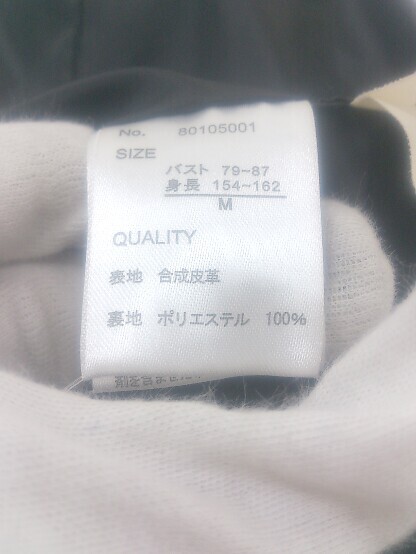 No. 80105001
SIZE
バスト 79~87
身長 154~162
M
QUALITY
表地 合成皮革
裏地 ポリエステル 100%